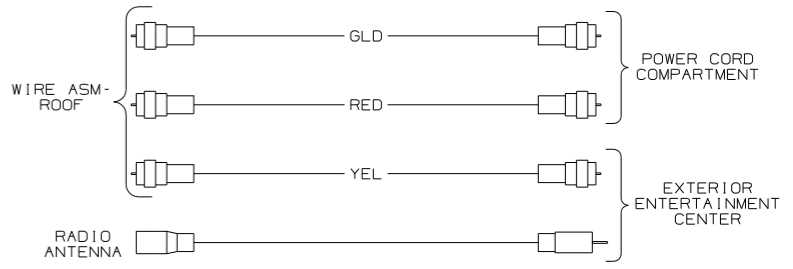 GLD
POWER CORD
COMPARTMENT
WIRE ASM-
ROOF
RED
YEL
EXTERIOR
ENTERTAINMENT
CENTER
RADIO
ANTENNA